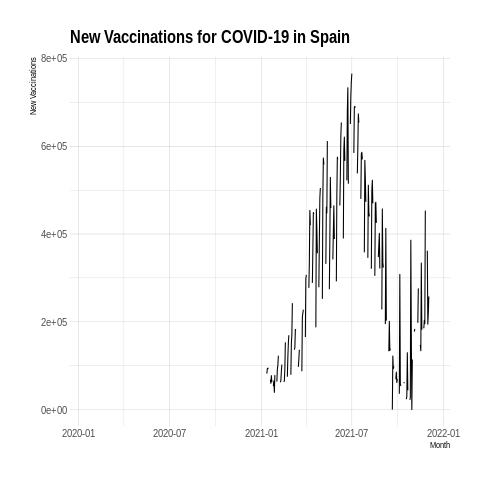 New Vaccinations for COVID-19 in Spain
New Vaccinations
8e+05
6e+05
4e+05
2e+05
0e+00
2020-01
2020-07
2021-01
2021-07
2022-01
Month